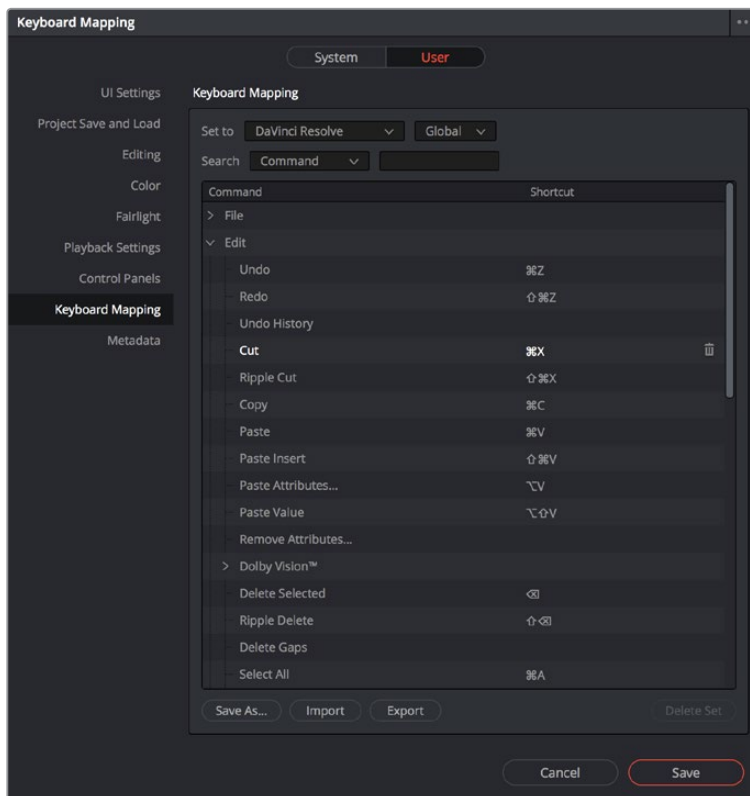 Keyboard Mapping
System User
UI Settings
Project Save and Load
Editing
Color
Fairlight
Playback Settings
Control Panels
Keyboard Mapping
Metadata
Keyboard Mapping
Set to DaVinci Resolve Global
Search Command
Command Shortcut
File
Edit
Undo ⌘Z
Redo ⇧⌘Z
Undo History
Cut ⌘X
Ripple Cut ⇧⌘X
Copy ⌘C
Paste ⌘V
Paste Insert ⇧⌘V
Paste Attributes... ⌥V
Paste Value ⌥⇧V
Remove Attributes...
Dolby Vision™
Delete Selected ⌫
Ripple Delete ⇧⌫
Delete Gaps
Select All ⌘A
Save As... Import Export Delete Set
Cancel Save